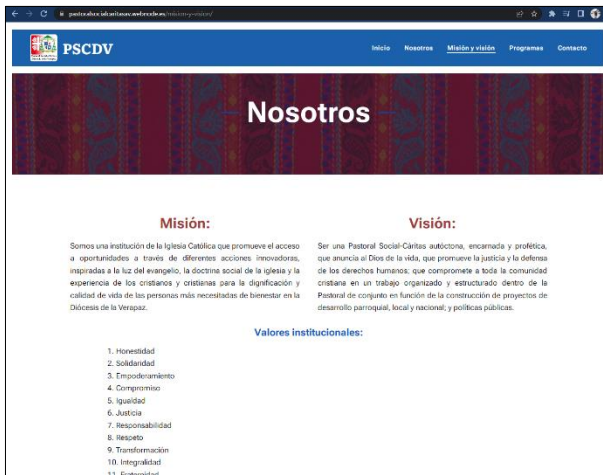 pastoralsocialcaritasav.webnode.es/mision-y-vision/
PSCDV
Inicio Nosotros Misión y visión Programas Contacto
Nosotros
Misión:
Somos una institución de la Iglesia Católica que promueve el acceso
a oportunidades a través de diferentes acciones innovadoras,
inspiradas a la luz del evangelio, la doctrina social de la iglesia y la
experiencia de los cristianos y cristianas para la dignificación y
calidad de vida de las personas más necesitadas de bienestar en la
Diócesis de la Verapaz.
Visión:
Ser una Pastoral Social-Cáritas autóctona, encarnada y profética,
que anuncia al Dios de la vida, que promueve la justicia y la defensa
de los derechos humanos; que compromete a toda la comunidad
cristiana en un trabajo organizado y estructurado dentro de la
Pastoral de conjunto en función de la construcción de proyectos de
desarrollo parroquial, local y nacional; y políticas públicas.
Valores institucionales:
1. Honestidad
2. Solidaridad
3. Empoderamiento
4. Compromiso
5. Igualdad
6. Justicia
7. Responsabilidad
8. Respeto
9. Transformación
10. Integralidad
11. Fraternidad